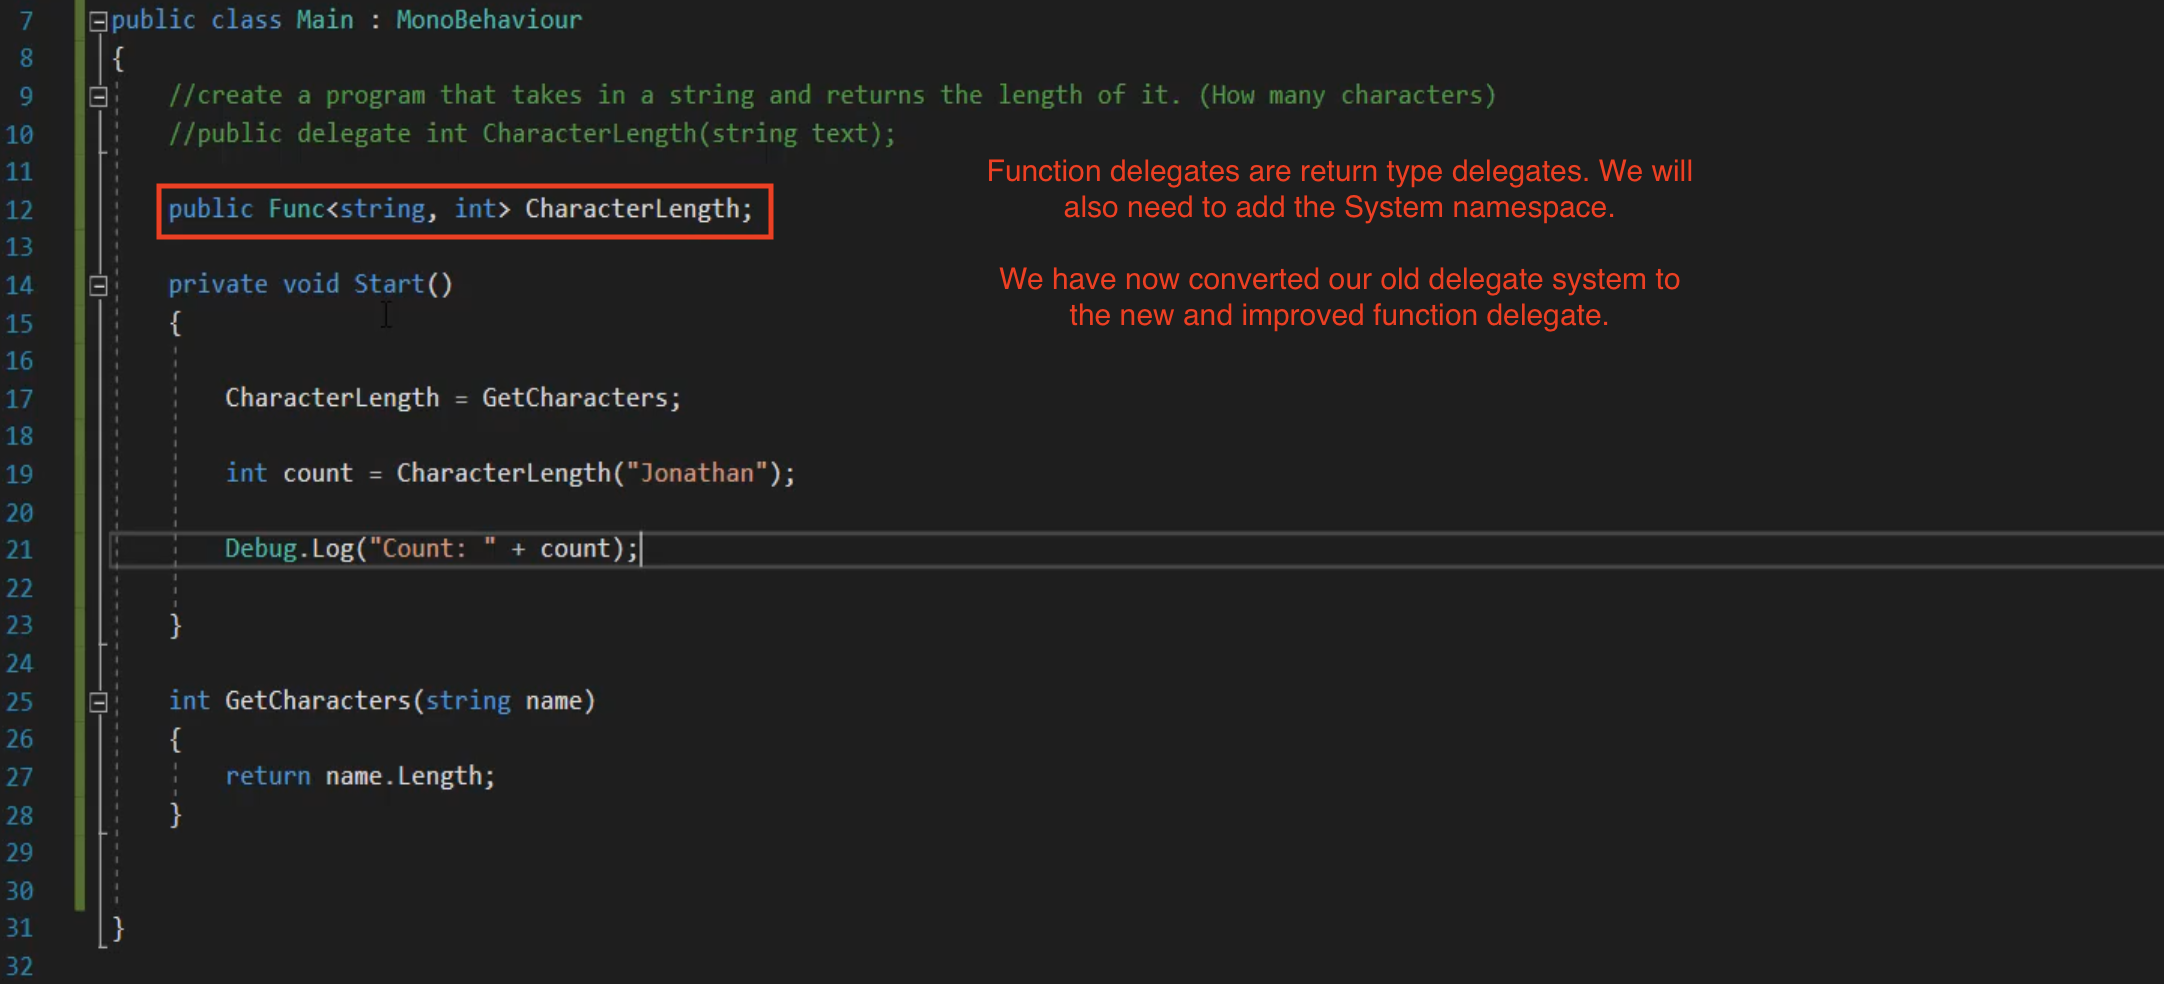 7 public class Main : MonoBehaviour
8 {
9 //create a program that takes in a string and returns the length of it. (How many characters)
10 //public delegate int CharacterLength(string text);
11
12 public Func<string, int> CharacterLength;
13
14 private void Start()
15 {
16
17 CharacterLength = GetCharacters;
18
19 int count = CharacterLength("Jonathan");
20
21 Debug.Log("Count: " + count);
22
23 }
24
25 int GetCharacters(string name)
26 {
27 return name.Length;
28 }
29
30
31 }
32
Function delegates are return type delegates. We will
also need to add the System namespace.
We have now converted our old delegate system to
the new and improved function delegate.